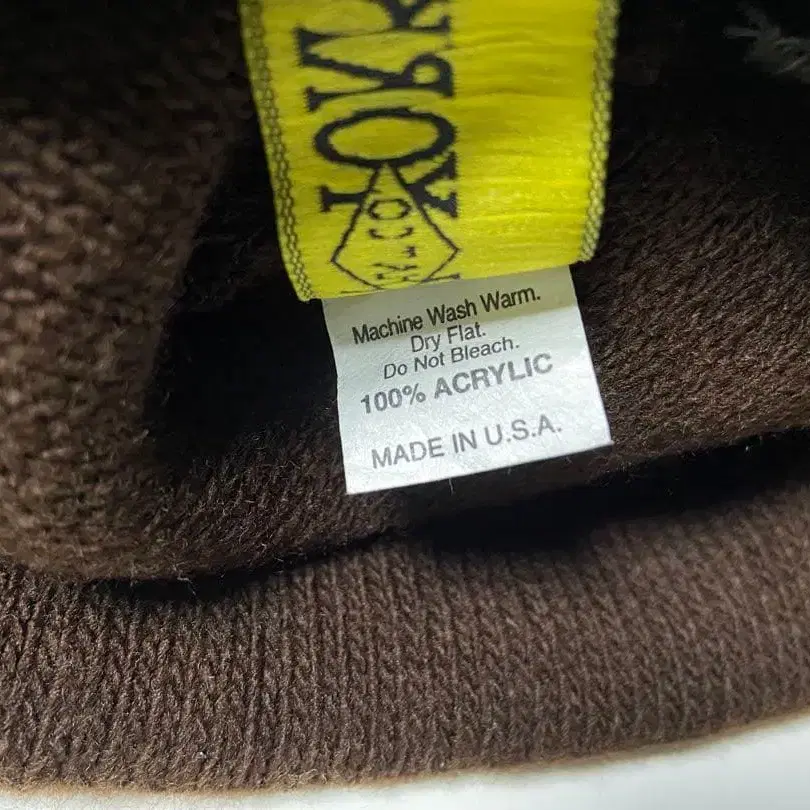 Machine Wash Warm.
Dry Flat.
Do Not Bleach.
100% ACRYLIC
MADE IN U.S.A.